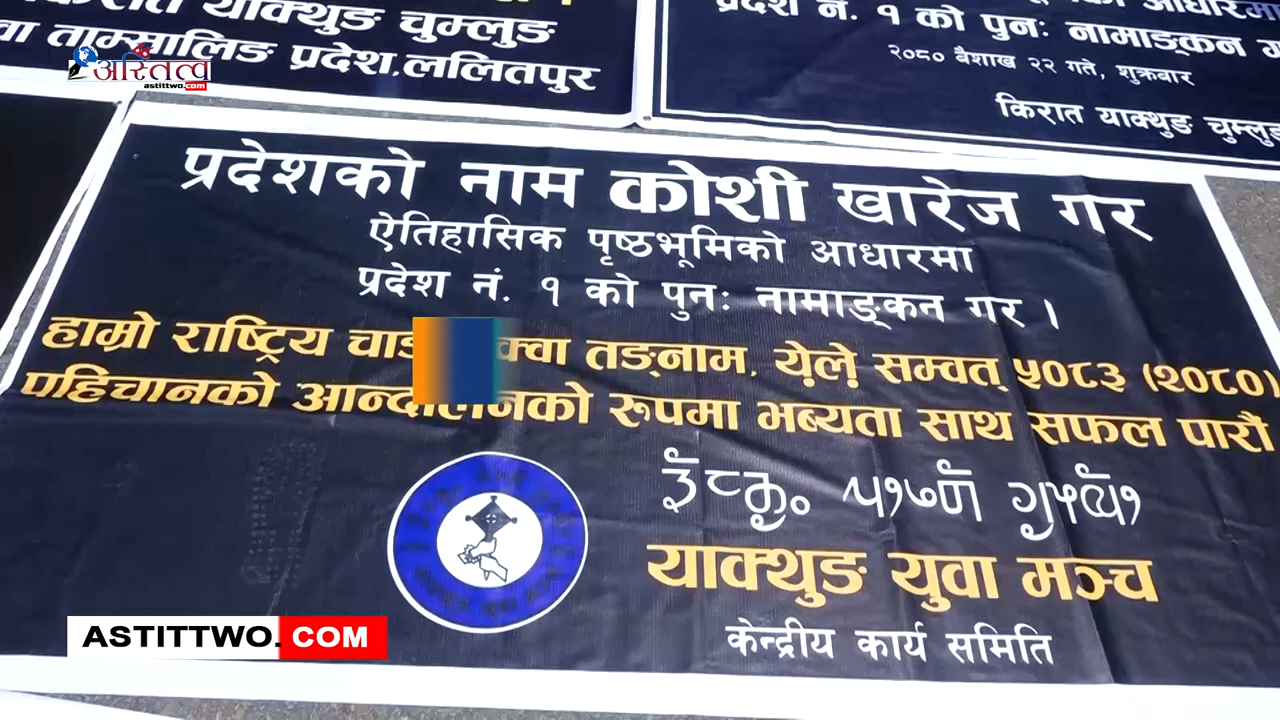 याक्थुङ चुम्लुङ
ताम्सालिङ प्रदेश,ललितपुर
अस्तित्व
astittwo.com
प्रदेश नं. १ को पुनः नामाङ्कन
२०८० बैशाख २२ गते, शुक्रबार
किरात याक्थुङ चुम्लुङ
प्रदेशको नाम कोशी खारेज गर
ऐतिहासिक पृष्ठभूमिको आधारमा
प्रदेश नं. १ को पुनः नामाङ्कन गर ।
हाम्रो राष्ट्रिय तङ्नाम, ये़ले़ सम्वत् ५०८३ (२०८०)
पहिचानको आन्दोलनको रूपमा भब्यता साथ सफल पारौं
याक्थुङ युवा मञ्च
केन्द्रीय कार्य समिति
ASTITTWO.COM